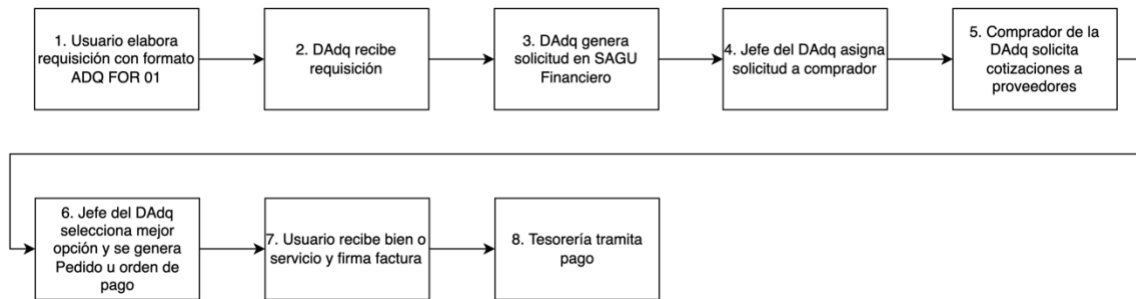 1. Usuario elabora
requisición con formato
ADQ FOR 01
2. DAdq recibe
requisición
3. DAdq genera
solicitud en SAGU
Financiero
4. Jefe del DAdq asigna
solicitud a comprador
5. Comprador de la
DAdq solicita
cotizaciones a
proveedores
6. Jefe del DAdq
selecciona mejor
opción y se genera
Pedido u orden de
pago
7. Usuario recibe bien o
servicio y firma factura
8. Tesorería tramita
pago